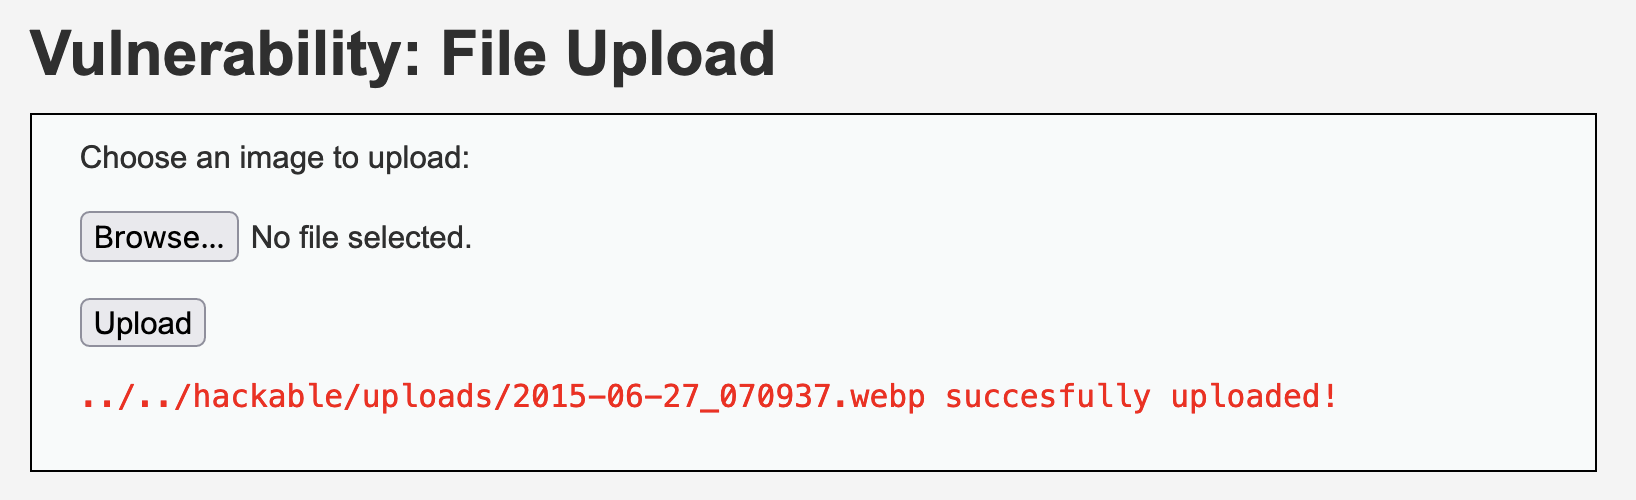 Vulnerability: File Upload
Choose an image to upload:
Browse... No file selected.
Upload
../../hackable/uploads/2015-06-27_070937.webp succesfully uploaded!